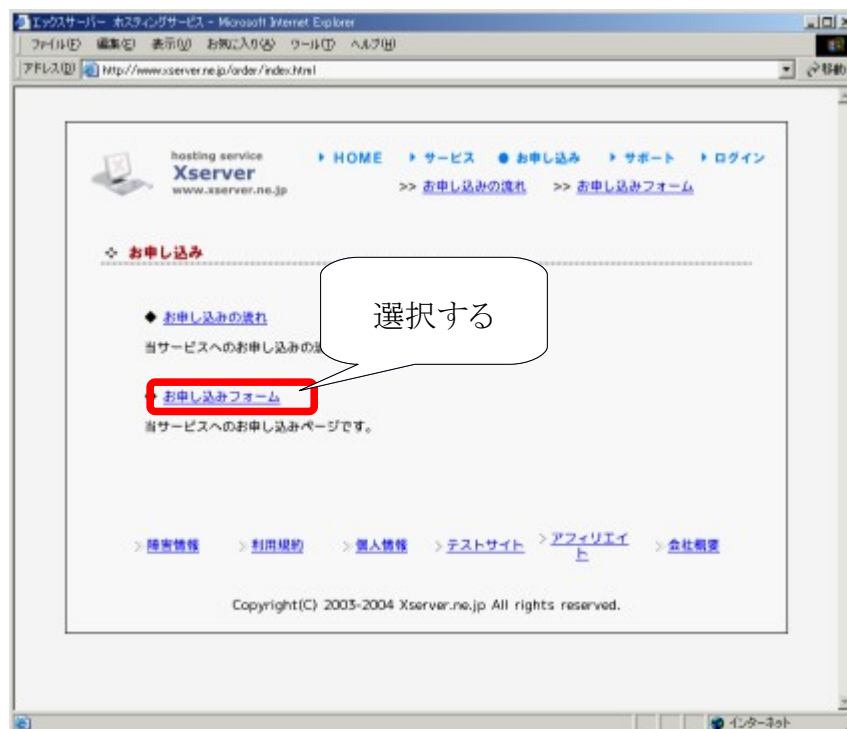 エックスサーバー ホスティングサービス - Microsoft Internet Explorer
ファイル(F) 編集(E) 表示(V) お気に入り(A) ツール(T) ヘルプ(H)
アドレス(D) http://www.xserver.ne.jp/order/index.html 移動
hosting service
Xserver
www.xserver.ne.jp
HOME サービス お申し込み サポート ログイン
>> お申し込みの流れ >> お申し込みフォーム
お申し込み
選択する
◆ お申し込みの流れ
当サービスへのお申し込みの
◆ お申し込みフォーム
当サービスへのお申し込みページです。
> 障害情報 > 利用規約 > 個人情報 > テストサイト > アフィリエイ
ト > 会社概要
Copyright(C) 2003-2004 Xserver.ne.jp All rights reserved.
インターネット